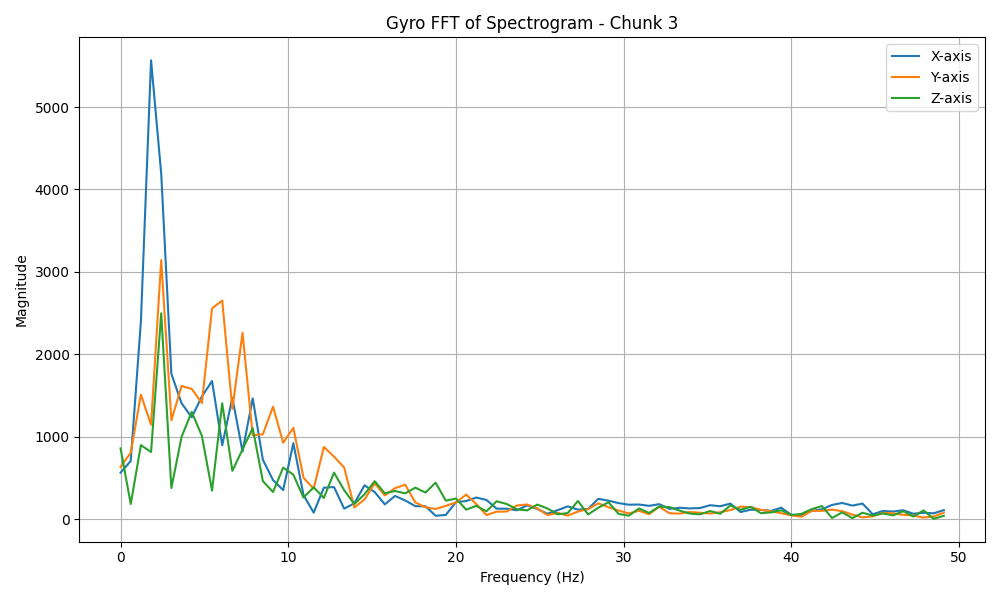 Gyro FFT of Spectrogram - Chunk 3
X-axis
Y-axis
Z-axis
Magnitude
5000
4000
3000
2000
1000
0
0 10 20 30 40 50
Frequency (Hz)